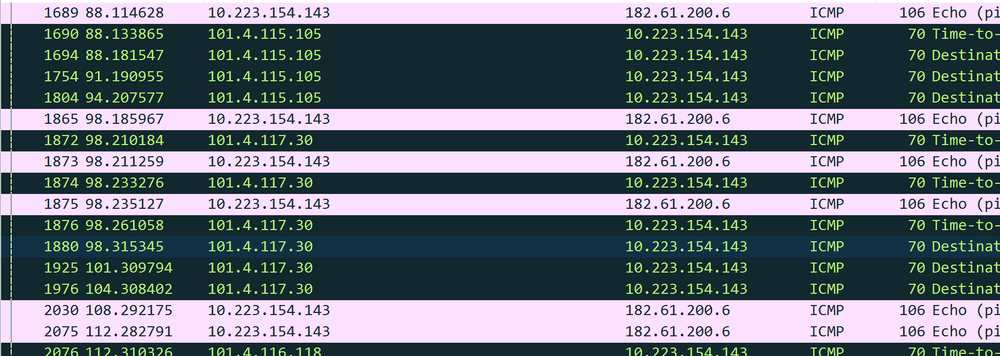 1689 88.114628 10.223.154.143 182.61.200.6 ICMP 106 Echo (pi
1690 88.133865 101.4.115.105 10.223.154.143 ICMP 70 Time-to-
1694 88.181547 101.4.115.105 10.223.154.143 ICMP 70 Destinat
1754 91.190955 101.4.115.105 10.223.154.143 ICMP 70 Destinat
1804 94.207577 101.4.115.105 10.223.154.143 ICMP 70 Destinat
1865 98.185967 10.223.154.143 182.61.200.6 ICMP 106 Echo (pi
1872 98.210184 101.4.117.30 10.223.154.143 ICMP 70 Time-to-
1873 98.211259 10.223.154.143 182.61.200.6 ICMP 106 Echo (pi
1874 98.233276 101.4.117.30 10.223.154.143 ICMP 70 Time-to-
1875 98.235127 10.223.154.143 182.61.200.6 ICMP 106 Echo (pi
1876 98.261058 101.4.117.30 10.223.154.143 ICMP 70 Time-to-
1880 98.315345 101.4.117.30 10.223.154.143 ICMP 70 Destinat
1925 101.309794 101.4.117.30 10.223.154.143 ICMP 70 Destinat
1976 104.308402 101.4.117.30 10.223.154.143 ICMP 70 Destinat
2030 108.292175 10.223.154.143 182.61.200.6 ICMP 106 Echo (pi
2075 112.282791 10.223.154.143 182.61.200.6 ICMP 106 Echo (pi
2076 112.310326 101.4.116.118 10.223.154.143 ICMP 70 Time-to-